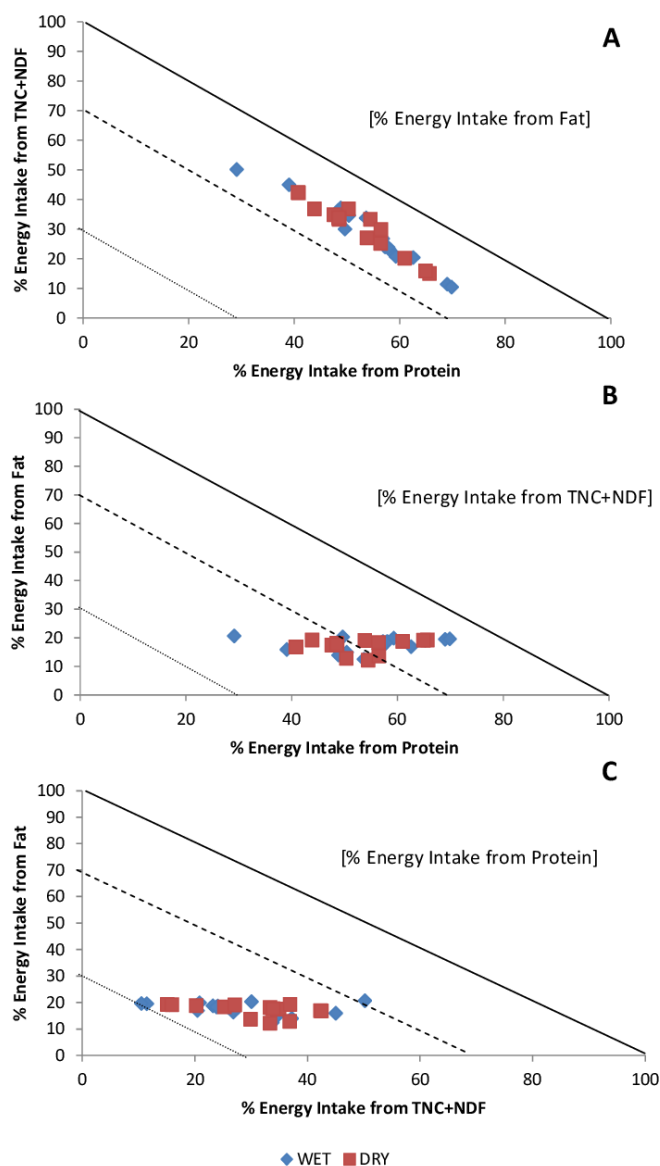 A
% Energy Intake from TNC+NDF
100
90
80
70
60
50
40
30
20
10
0
[% Energy Intake from Fat]
0 20 40 60 80 100
% Energy Intake from Protein
B
% Energy Intake from Fat
100
90
80
70
60
50
40
30
20
10
0
[% Energy Intake from TNC+NDF]
0 20 40 60 80 100
% Energy Intake from Protein
C
% Energy Intake from Fat
100
90
80
70
60
50
40
30
20
10
0
[% Energy Intake from Protein]
0 20 40 60 80 100
% Energy Intake from TNC+NDF
WET DRY